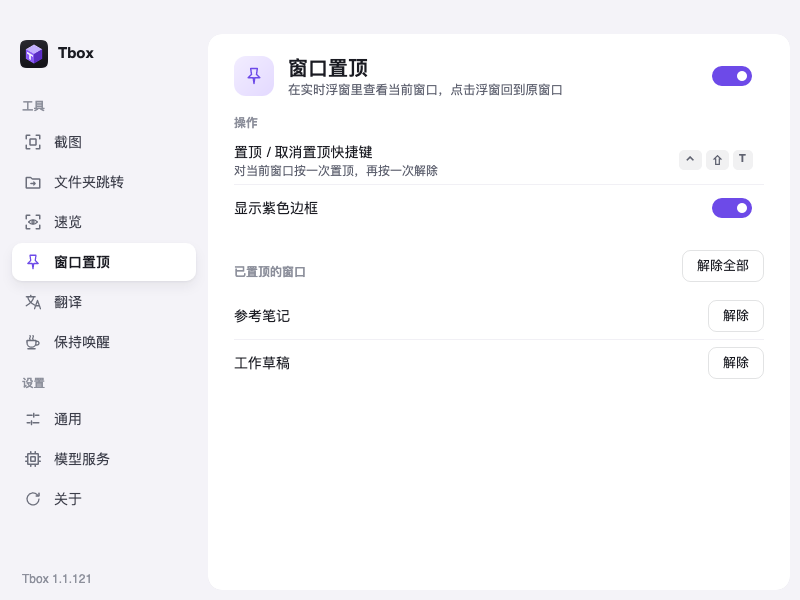 Tbox
工具
截图
文件夹跳转
速览
窗口置顶
翻译
保持唤醒
设置
通用
模型服务
关于
Tbox 1.1.121
窗口置顶
在实时浮窗里查看当前窗口，点击浮窗回到原窗口
操作
置顶 / 取消置顶快捷键
对当前窗口按一次置顶，再按一次解除
⌃ ⇧ T
显示紫色边框
已置顶的窗口
解除全部
参考笔记
解除
工作草稿
解除